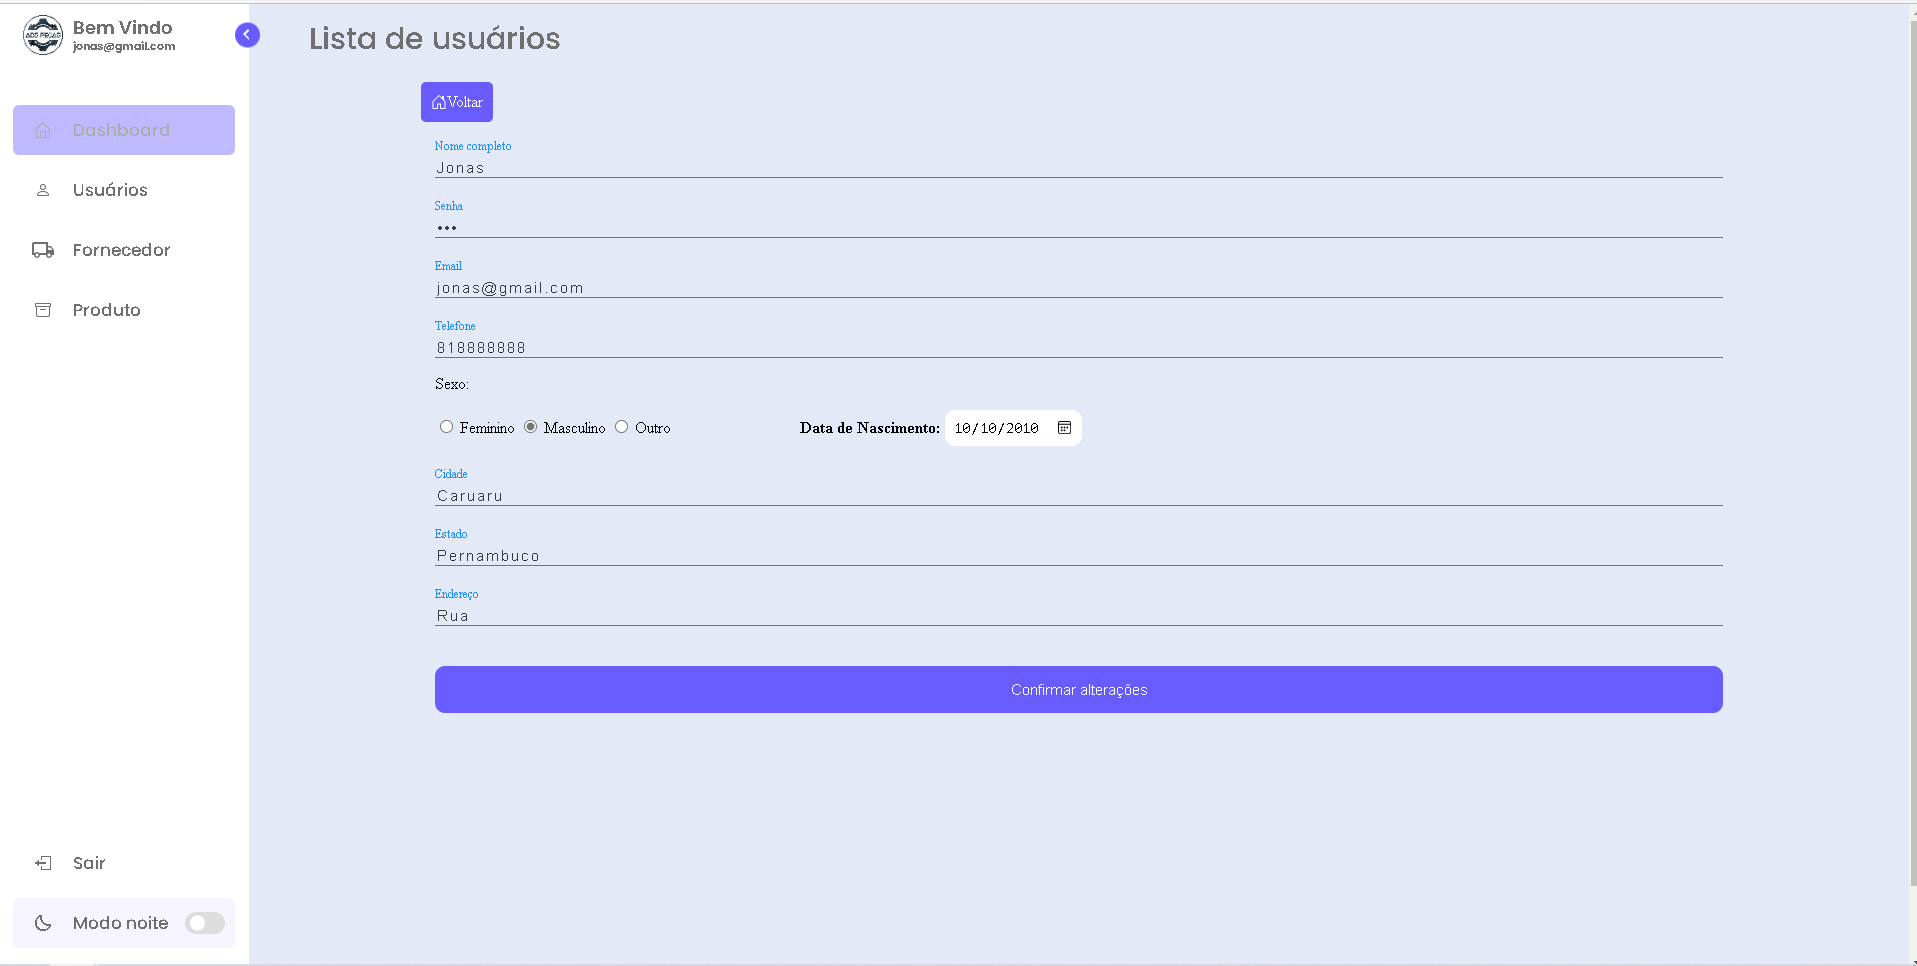 Bem Vindo
jonas@gmail.com
Dashboard
Usuários
Fornecedor
Produto
Sair
Modo noite
Lista de usuários
Voltar
Nome completo
Jonas
Senha
•••
Email
jonas@gmail.com
Telefone
818888888
Sexo:
Feminino Masculino Outro Data de Nascimento: 10/10/2010
Cidade
Caruaru
Estado
Pernambuco
Endereço
Rua
Confirmar alterações